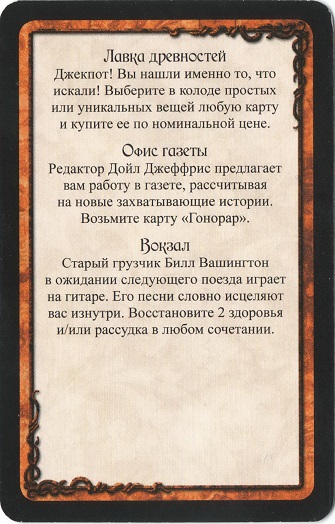 Лавка древностей
Джекпот! Вы нашли именно то, что
искали! Выберите в колоде простых
или уникальных вещей любую карту
и купите ее по номинальной цене.
Офис газеты
Редактор Дойл Джеффрис предлагает
вам работу в газете, рассчитывая
на новые захватывающие истории.
Возьмите карту «Гонорар».
Вокзал
Старый грузчик Билл Вашингтон
в ожидании следующего поезда играет
на гитаре. Его песни словно исцеляют
вас изнутри. Восстановите 2 здоровья
и/или рассудка в любом сочетании.